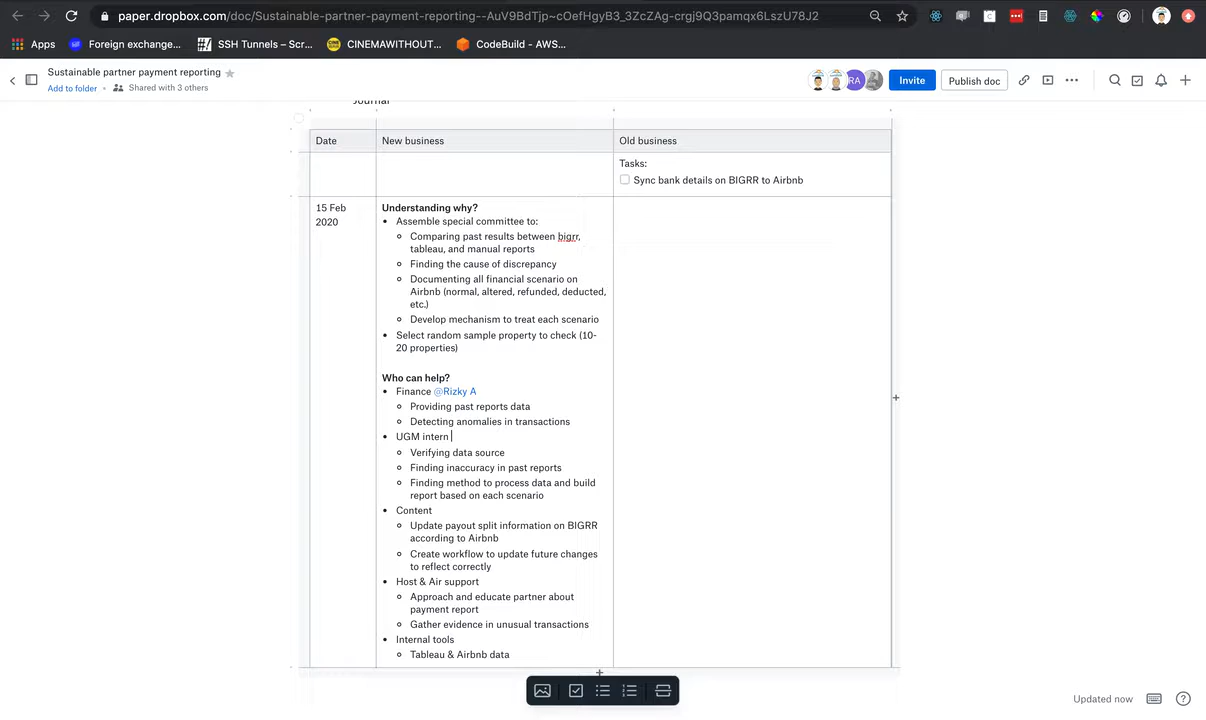 paper.dropbox.com/doc/Sustainable-partner-payment-reporting--AuV9BdTjp~cOefHgyB3_3ZcZAg-crgj9Q3pamqx6LszU78J2
Apps Foreign exchange... SSH Tunnels – Scr... CINEMAWITHOUT... CodeBuild - AWS...
Sustainable partner payment reporting
Add to folder • Shared with 3 others
RA
Invite
Publish doc
Journal
Date New business Old business
Tasks:
Sync bank details on BIGRR to Airbnb
15 Feb
2020
Understanding why?
• Assemble special committee to:
Comparing past results between bigrr,
tableau, and manual reports
Finding the cause of discrepancy
Documenting all financial scenario on
Airbnb (normal, altered, refunded, deducted,
etc.)
Develop mechanism to treat each scenario
• Select random sample property to check (10-
20 properties)
Who can help?
• Finance @Rizky A
Providing past reports data
Detecting anomalies in transactions
• UGM intern
Verifying data source
Finding inaccuracy in past reports
Finding method to process data and build
report based on each scenario
• Content
Update payout split information on BIGRR
according to Airbnb
Create workflow to update future changes
to reflect correctly
• Host & Air support
Approach and educate partner about
payment report
Gather evidence in unusual transactions
• Internal tools
Tableau & Airbnb data
Updated now